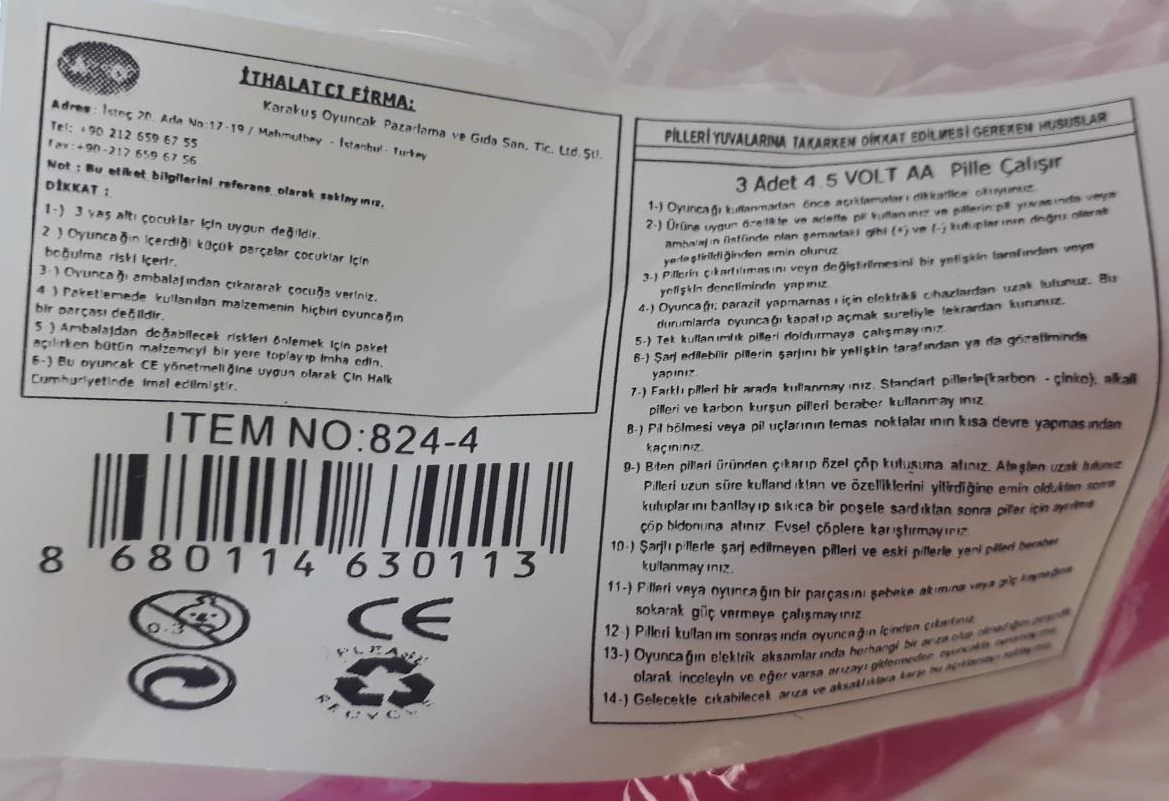 İTHALATCI FİRMA:
Karakuş Oyuncak Pazarlama ve Gıda San. Tic. Ltd. Şti.
Adres: İstoç 20. Ada No:17-19 / Mahmutbey - İstanbul - Turkey
Tel: +90 212 659 67 55
Fax:+90-212 659 67 56
Not : Bu etiket bilgilerini referans olarak saklayınız.
DİKKAT :
1-) 3 yaş altı çocuklar için uygun değildir.
2 ) Oyuncağın içerdiği küçük parçalar çocuklar için
boğulma riski içerir.
3-) Oyuncağı ambalajından çıkararak çocuğa veriniz.
4 ) Paketlemede kullanılan malzemenin hiçbiri oyuncağın
bir parçası değildir.
5 ) Ambalajdan doğabilecek riskleri önlemek için paket
açılırken bütün malzemeyi bir yere toplayıp imha edin.
6-) Bu oyuncak CE yönetmeliğine uygun olarak Çin Halk
Cumhuriyetinde imal edilmiştir.
ITEM NO:824-4
8 680114 630113
0-3
CE
PLEASE
RECYCLE
PİLLERİ YUVALARINA TAKARKEN DİKKAT EDİLMESİ GEREKEN HUSUSLAR
3 Adet 4.5 VOLT AA Pille Çalışır
1-) Oyuncağı kullanmadan önce açıklamaları dikkatlice okuyunuz.
2-) Ürüne uygun özellikte ve adette pil kullanınız ve pillerin pil yuvasında veya
ambalajın üstünde olan şemadaki gibi (+) ve (-) kutuplarının doğru olarak
yerleştirildiğinden emin olunuz.
3-) Pillerin çıkartılmasını veya değiştirilmesini bir yetişkin tarafından veya
yetişkin denetiminde yapınız.
4-) Oyuncağı; parazit yapmaması için elektrikli cihazlardan uzak tutunuz. Bu
durumlarda oyuncağı kapatıp açmak suretiyle tekrardan kurunuz.
5-) Tek kullanımlık pilleri doldurmaya çalışmayınız.
6-) Şarj edilebilir pillerin şarjını bir yetişkin tarafından ya da gözetiminde
yapınız.
7-) Farklı pilleri bir arada kullanmayınız. Standart pillerle(karbon - çinko), alkali
pilleri ve karbon kurşun pilleri beraber kullanmayınız.
8-) Pil bölmesi veya pil uçlarının temas noktalarının kısa devre yapmasından
kaçınınız.
9-) Biten pilleri üründen çıkarıp özel çöp kutusuna atınız. Ateşten uzak tutunuz
Pilleri uzun süre kullandıktan ve özelliklerini yitirdiğine emin olduktan sonra
kutuplarını bantlayıp sıkıca bir poşete sardıktan sonra piller için ayrılmış
çöp bidonuna atınız. Evsel çöplere karıştırmayınız.
10-) Şarjlı pillerle şarj edilmeyen pilleri ve eski pillerle yeni pilleri beraber
kullanmayınız.
11-) Pilleri veya oyuncağın bir parçasını şebeke akımına veya güç kaynağına
sokarak güç vermeye çalışmayınız
12-) Pilleri kullanım sonrasında oyuncağın içinden çıkartınız.
13-) Oyuncağın elektrik aksamlarında herhangi bir arıza olup olmadığını
olarak inceleyin ve eğer varsa arızayı gidermeden oyuncakla oynamayınız.
14-) Gelecekte çıkabilecek arıza ve aksaklıklara karşı bu açıklamayı saklayınız.